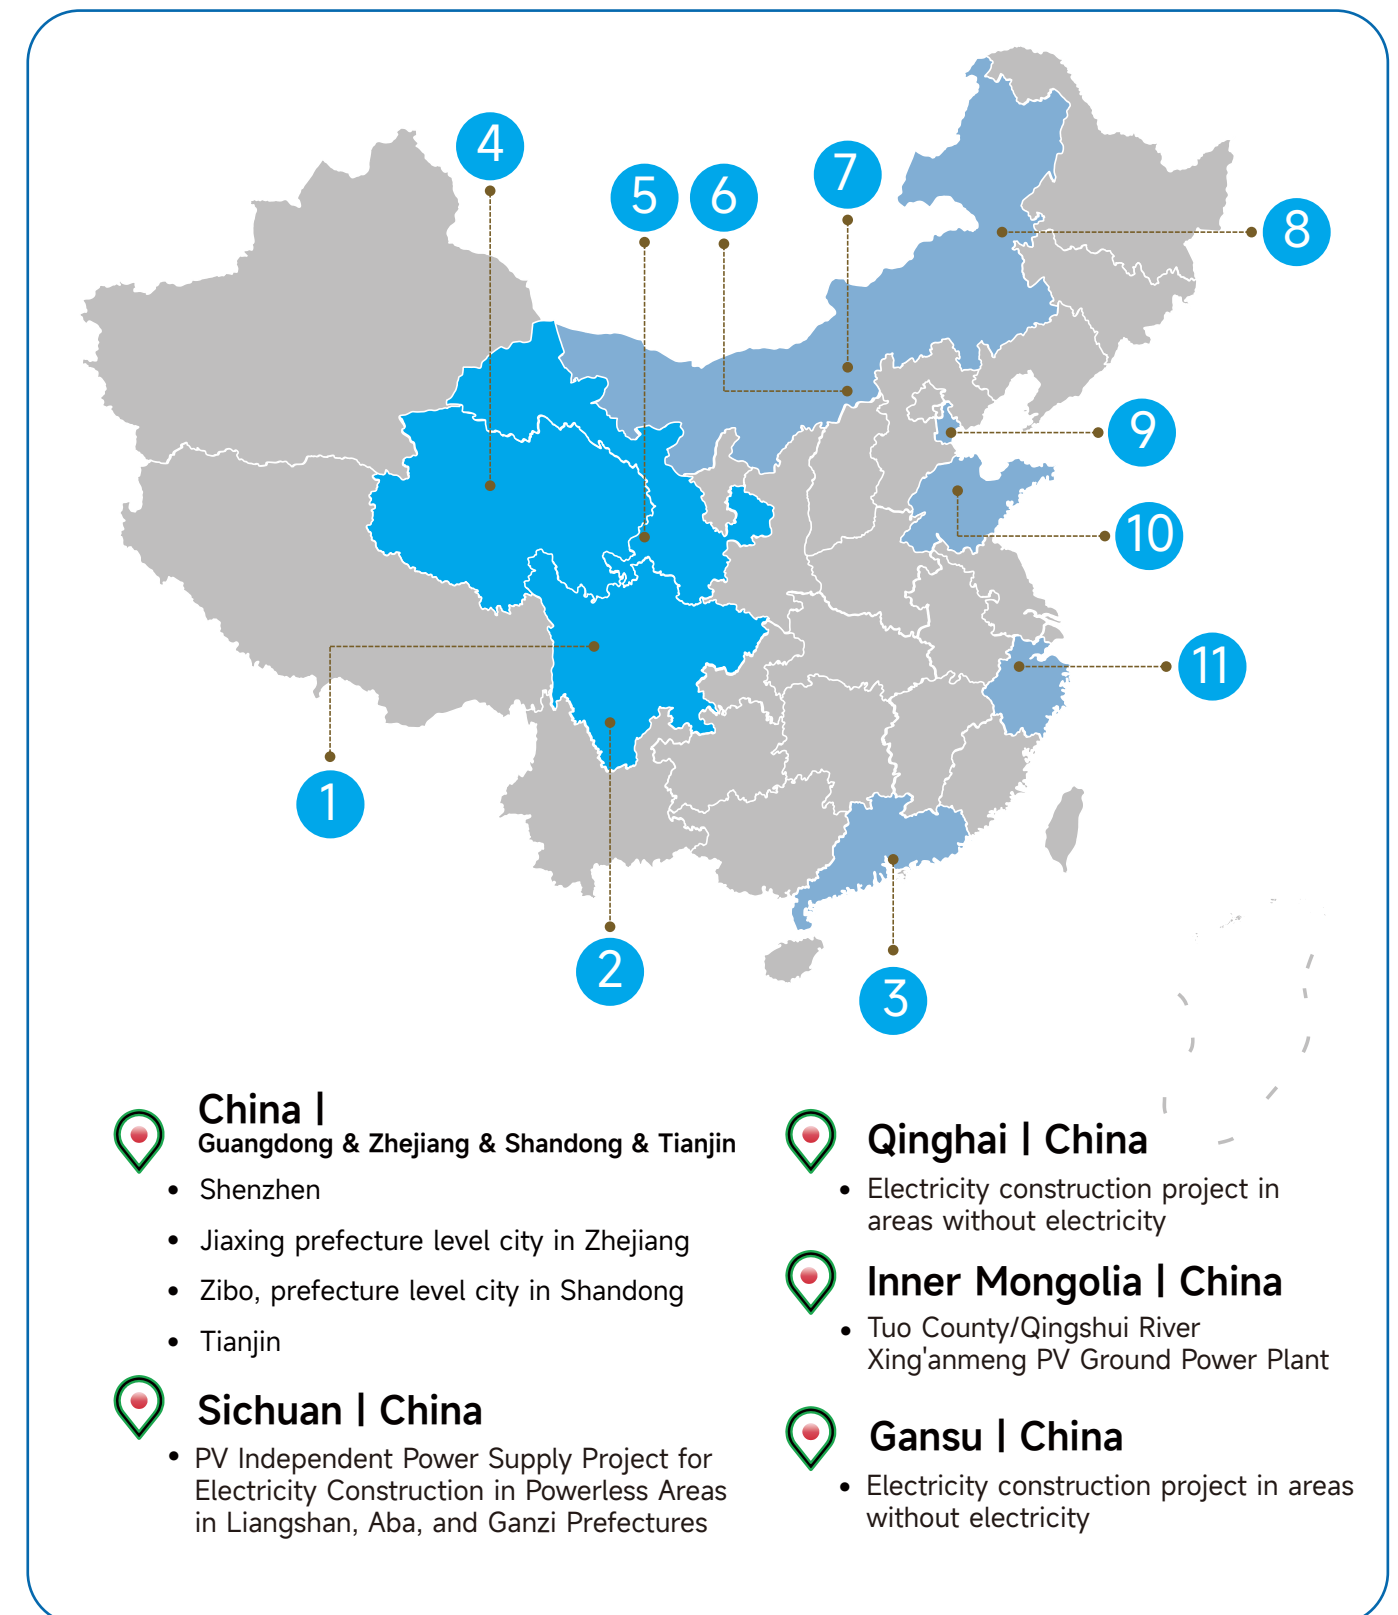 4
5
6
7
8
9
10
11
1
2
3
China |
Guangdong & Zhejiang & Shandong & Tianjin
• Shenzhen
• Jiaxing prefecture level city in Zhejiang
• Zibo, prefecture level city in Shandong
• Tianjin
Sichuan | China
• PV Independent Power Supply Project for
Electricity Construction in Powerless Areas
in Liangshan, Aba, and Ganzi Prefectures
Qinghai | China
• Electricity construction project in
areas without electricity
Inner Mongolia | China
• Tuo County/Qingshui River
Xing'anmeng PV Ground Power Plant
Gansu | China
• Electricity construction project in areas
without electricity